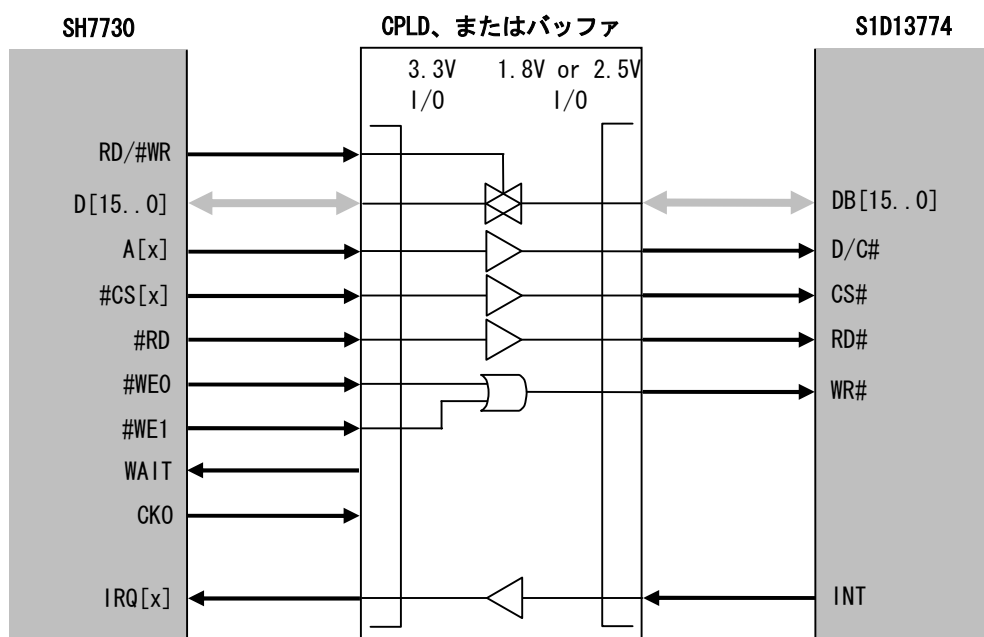 SH7730
CPLD、またはバッファ
S1D13774
3.3V
I/O
1.8V or 2.5V
I/O
RD/#WR
D[15..0]
A[x]
#CS[x]
#RD
#WE0
#WE1
WAIT
CKO
IRQ[x]
DB[15..0]
D/C#
CS#
RD#
WR#
INT